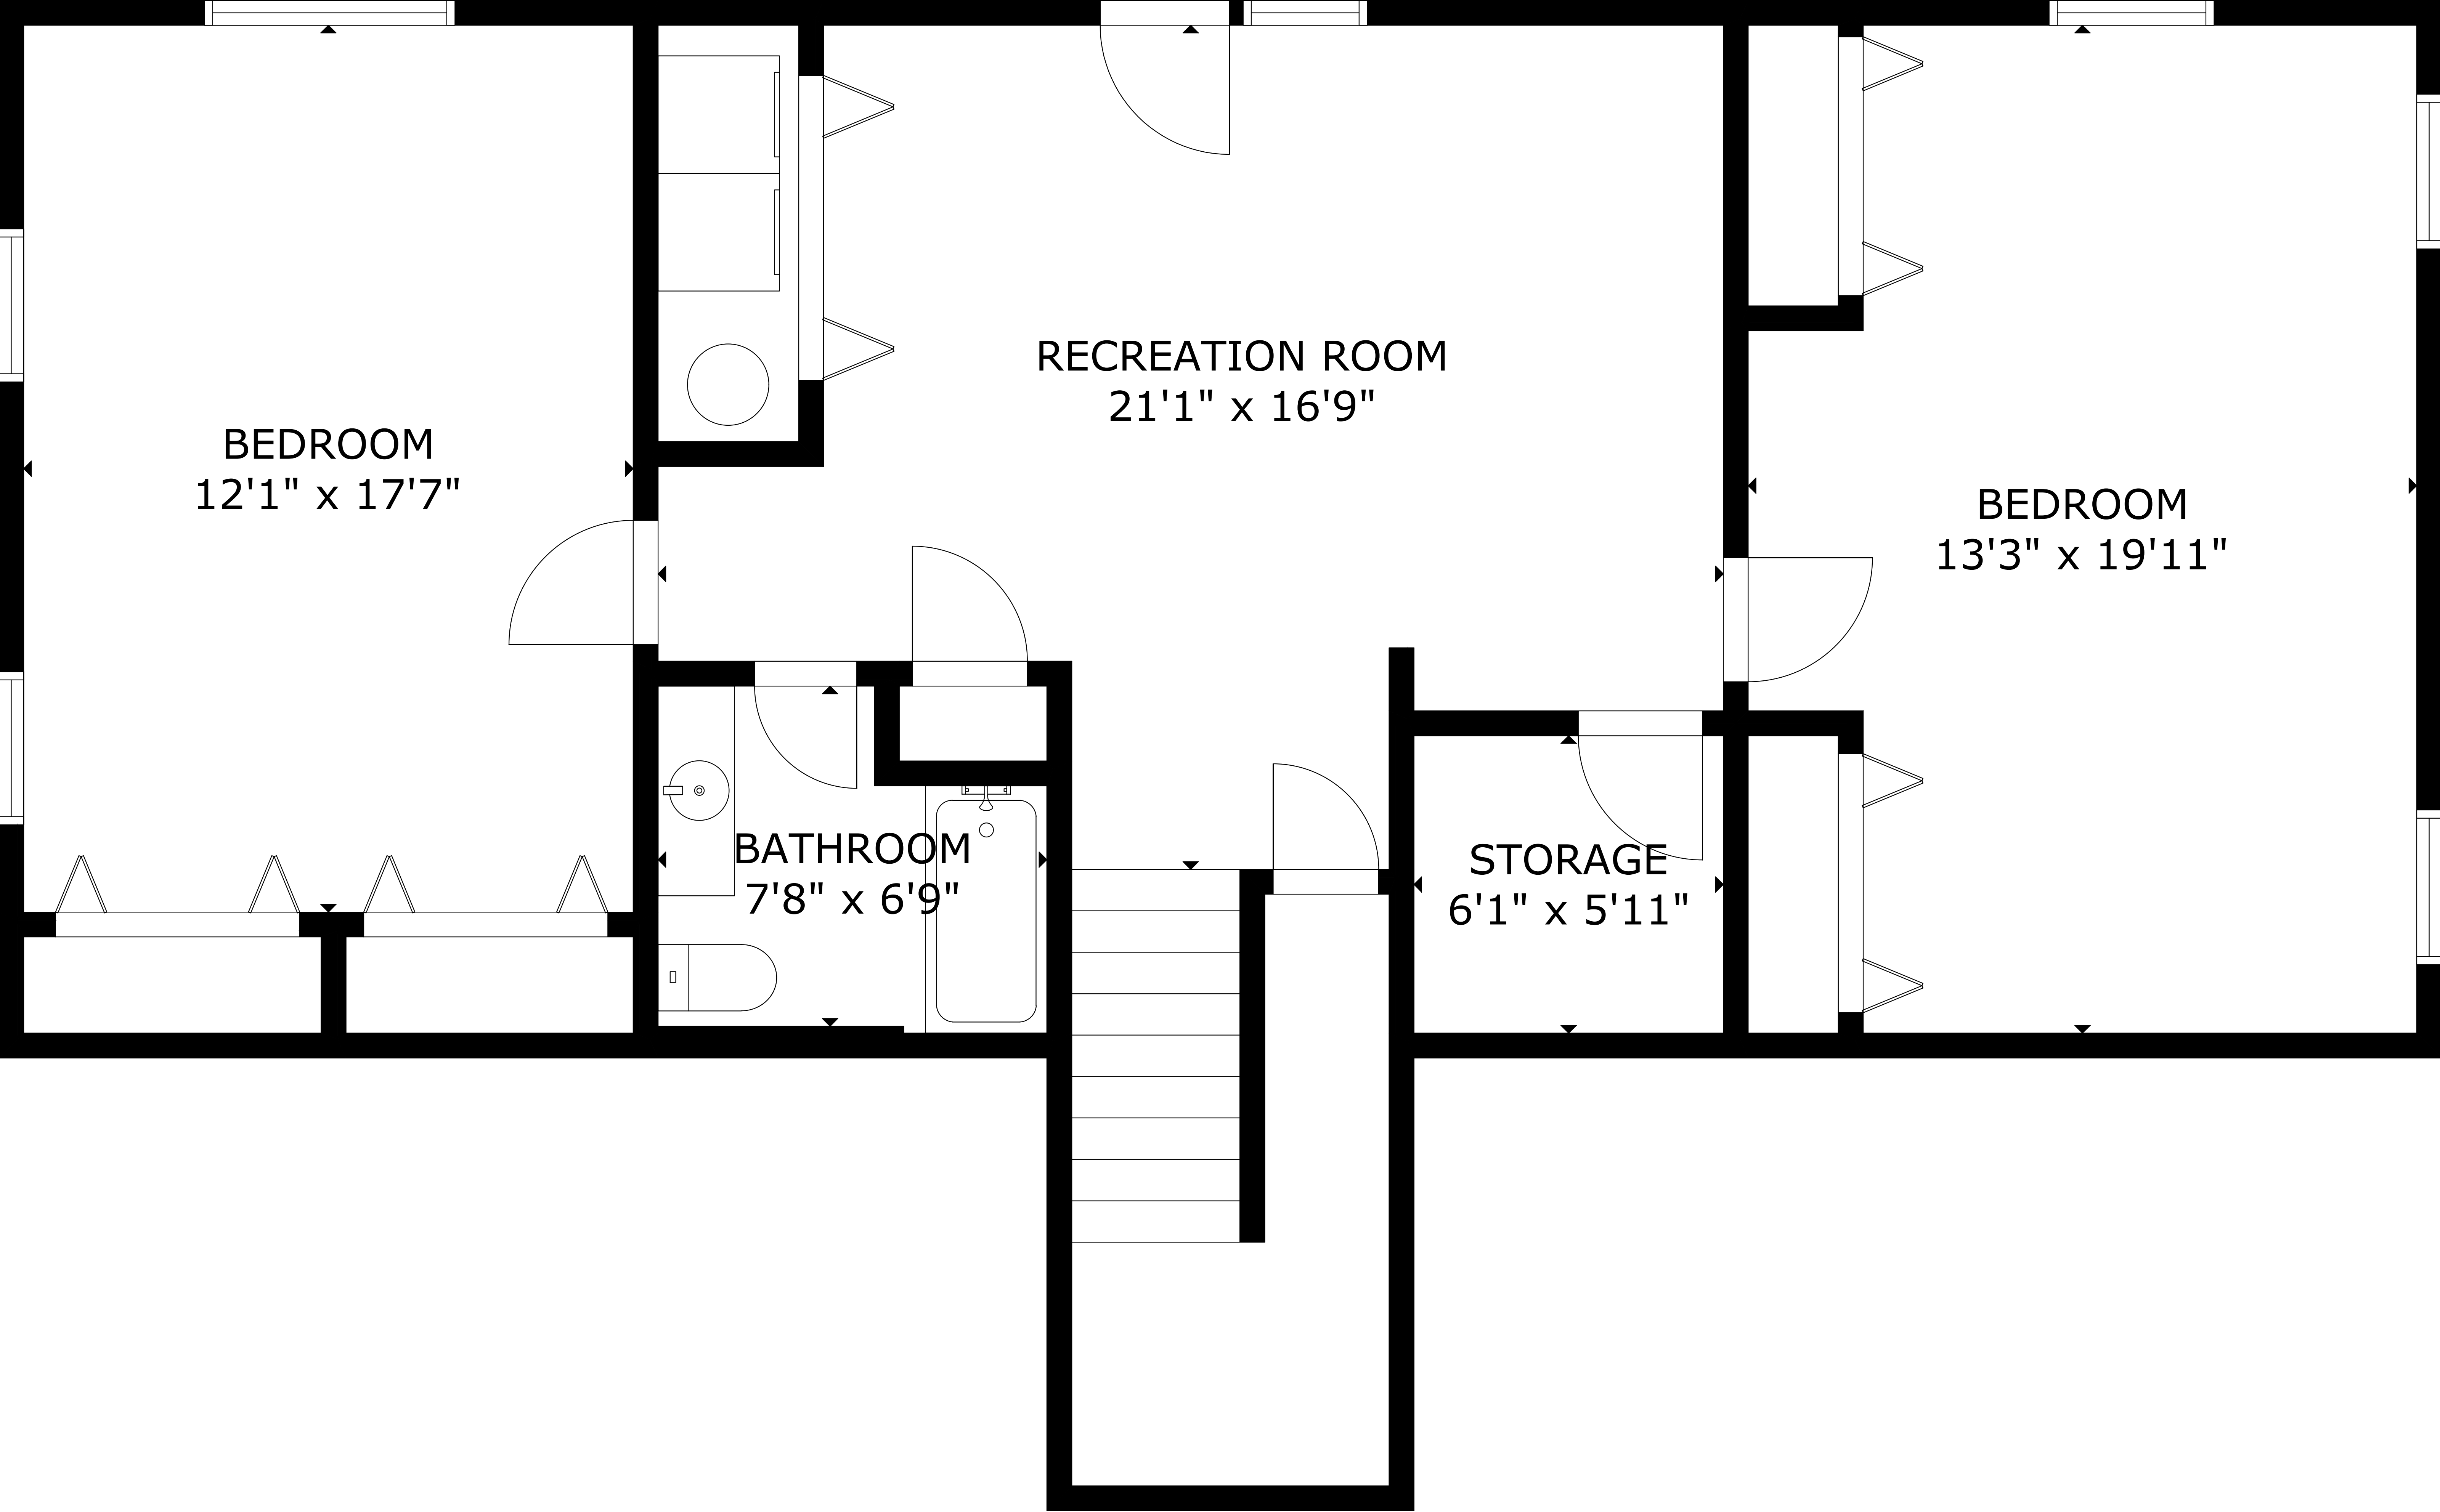 RECREATION ROOM
21'1" x 16'9"
BEDROOM
12'1" x 17'7"
BEDROOM
13'3" x 19'11"
BATHROOM
7'8" x 6'9"
STORAGE
6'1" x 5'11"